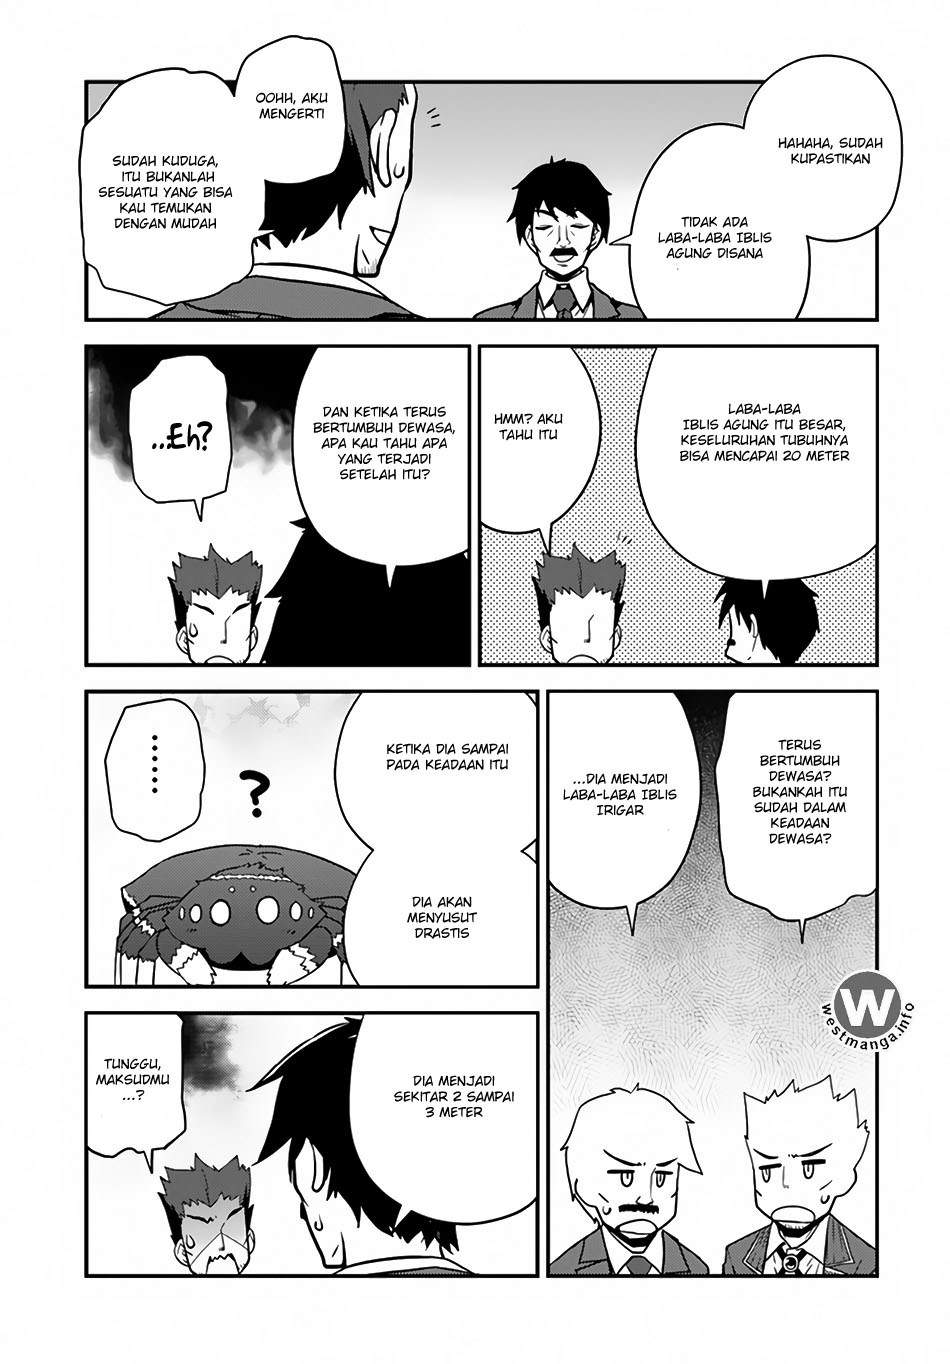 HAHAHA, SUDAH
KUPASTIKAN
TIDAK ADA
LABA-LABA IBLIS
AGUNG DISANA
OOHH, AKU
MENGERTI
SUDAH KUDUGA,
ITU BUKANLAH
SESUATU YANG BISA
KAU TEMUKAN
DENGAN MUDAH
LABA-LABA
IBLIS AGUNG ITU BESAR,
KESELURUHAN TUBUHNYA
BISA MENCAPAI 20 METER
HMM? AKU
TAHU ITU
DAN KETIKA TERUS
BERTUMBUH DEWASA,
APA KAU TAHU APA
YANG TERJADI
SETELAH ITU?
...Eh?
TERUS
BERTUMBUH
DEWASA?
BUKANKAH ITU
SUDAH DALAM
KEADAAN
DEWASA?
...DIA MENJADI
LABA-LABA IBLIS
IRIGAR
KETIKA DIA SAMPAI
PADA KEADAAN ITU
DIA AKAN
MENYUSUT
DRASTIS
......
?
DIA MENJADI
SEKITAR 2 SAMPAI
3 METER
TUNGGU,
MAKSUDMU
...?
W
westmanga.info